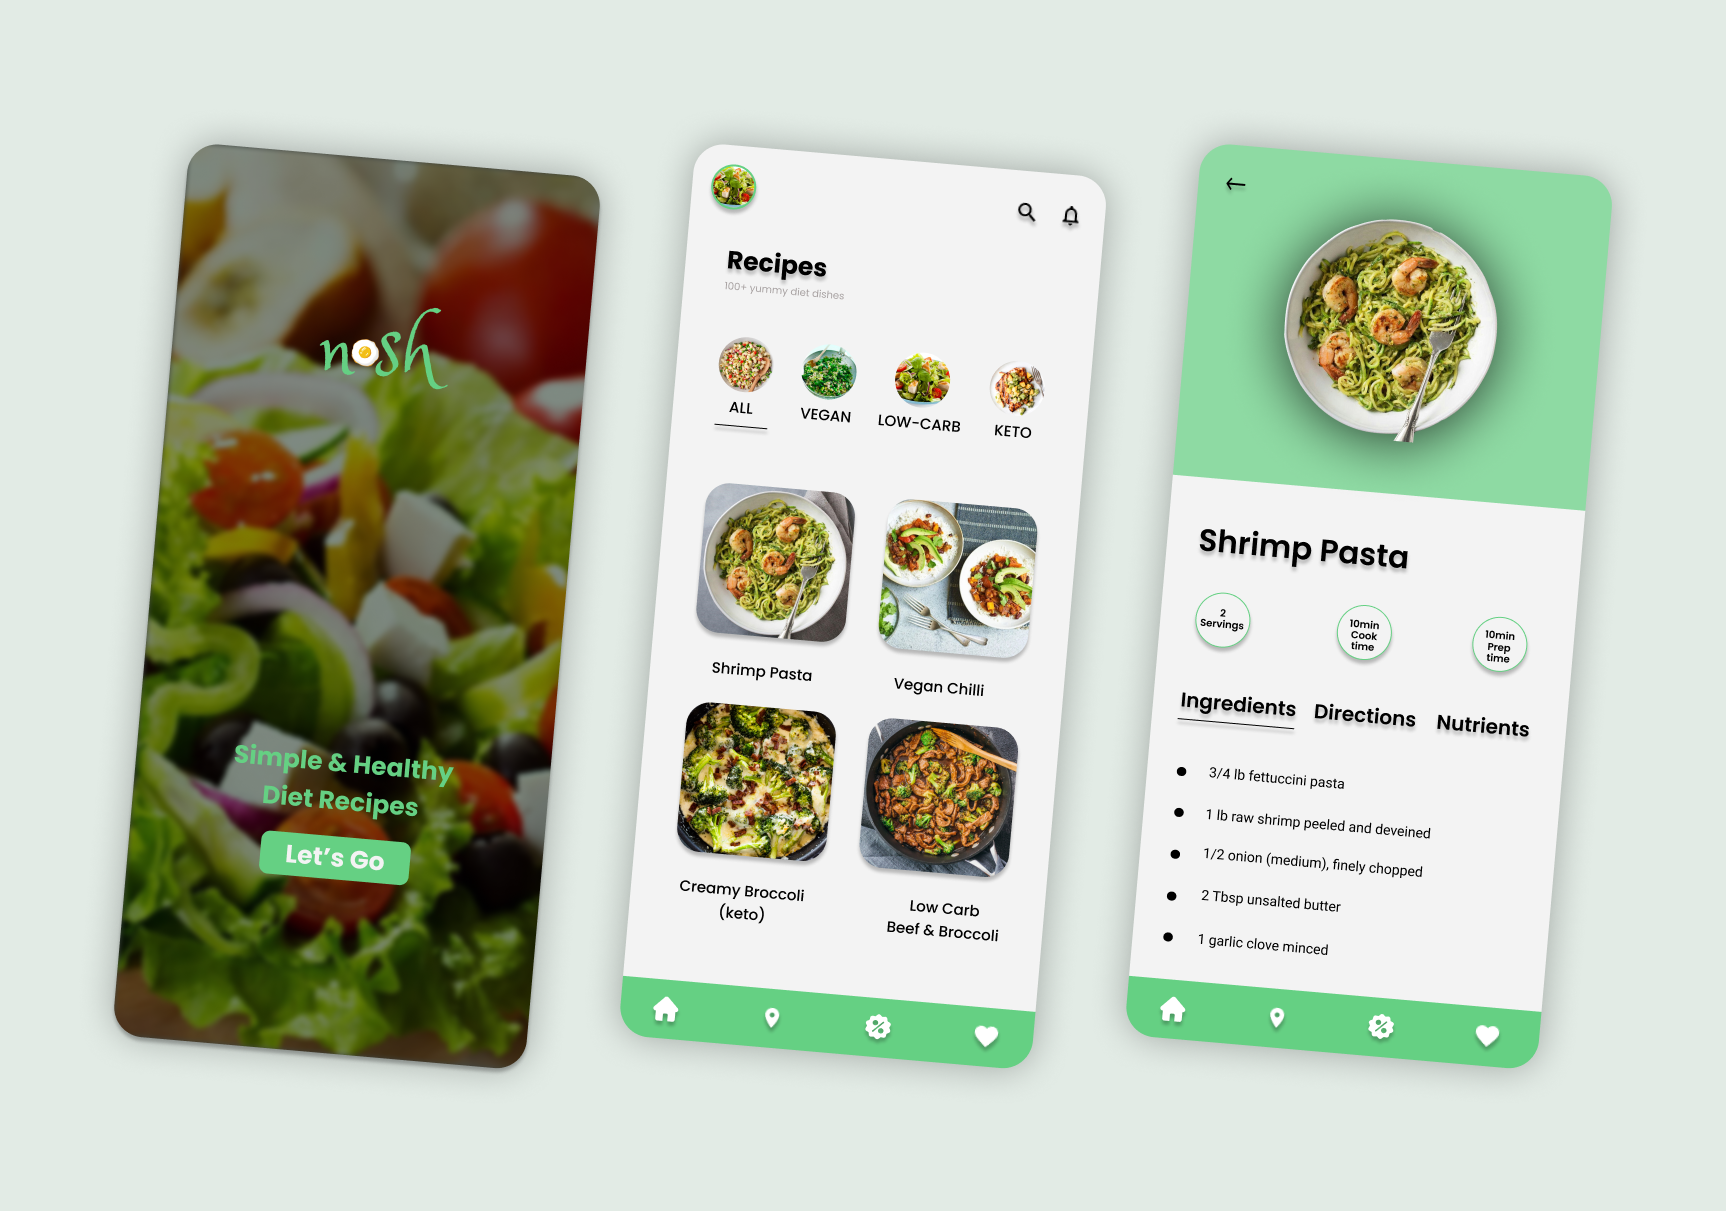 nosh
Simple & Healthy
Diet Recipes
Let's Go
Recipes
100+ yummy diet dishes
ALL
VEGAN
LOW-CARB
KETO
Shrimp Pasta
Vegan Chilli
Creamy Broccoli
(keto)
Low Carb
Beef & Broccoli
Shrimp Pasta
2
Servings
10min
Cook
time
10min
Prep
time
Ingredients
Directions
Nutrients
3/4 lb fettuccini pasta
1 lb raw shrimp peeled and deveined
1/2 onion (medium), finely chopped
2 Tbsp unsalted butter
1 garlic clove minced